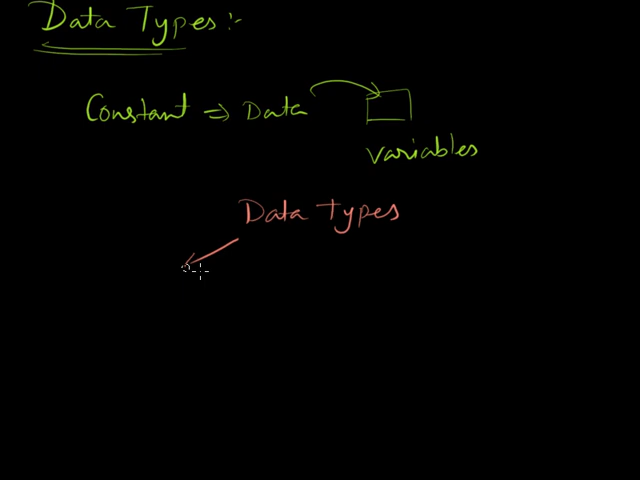 Data Types:-
Constant => Data
variables
Data Types